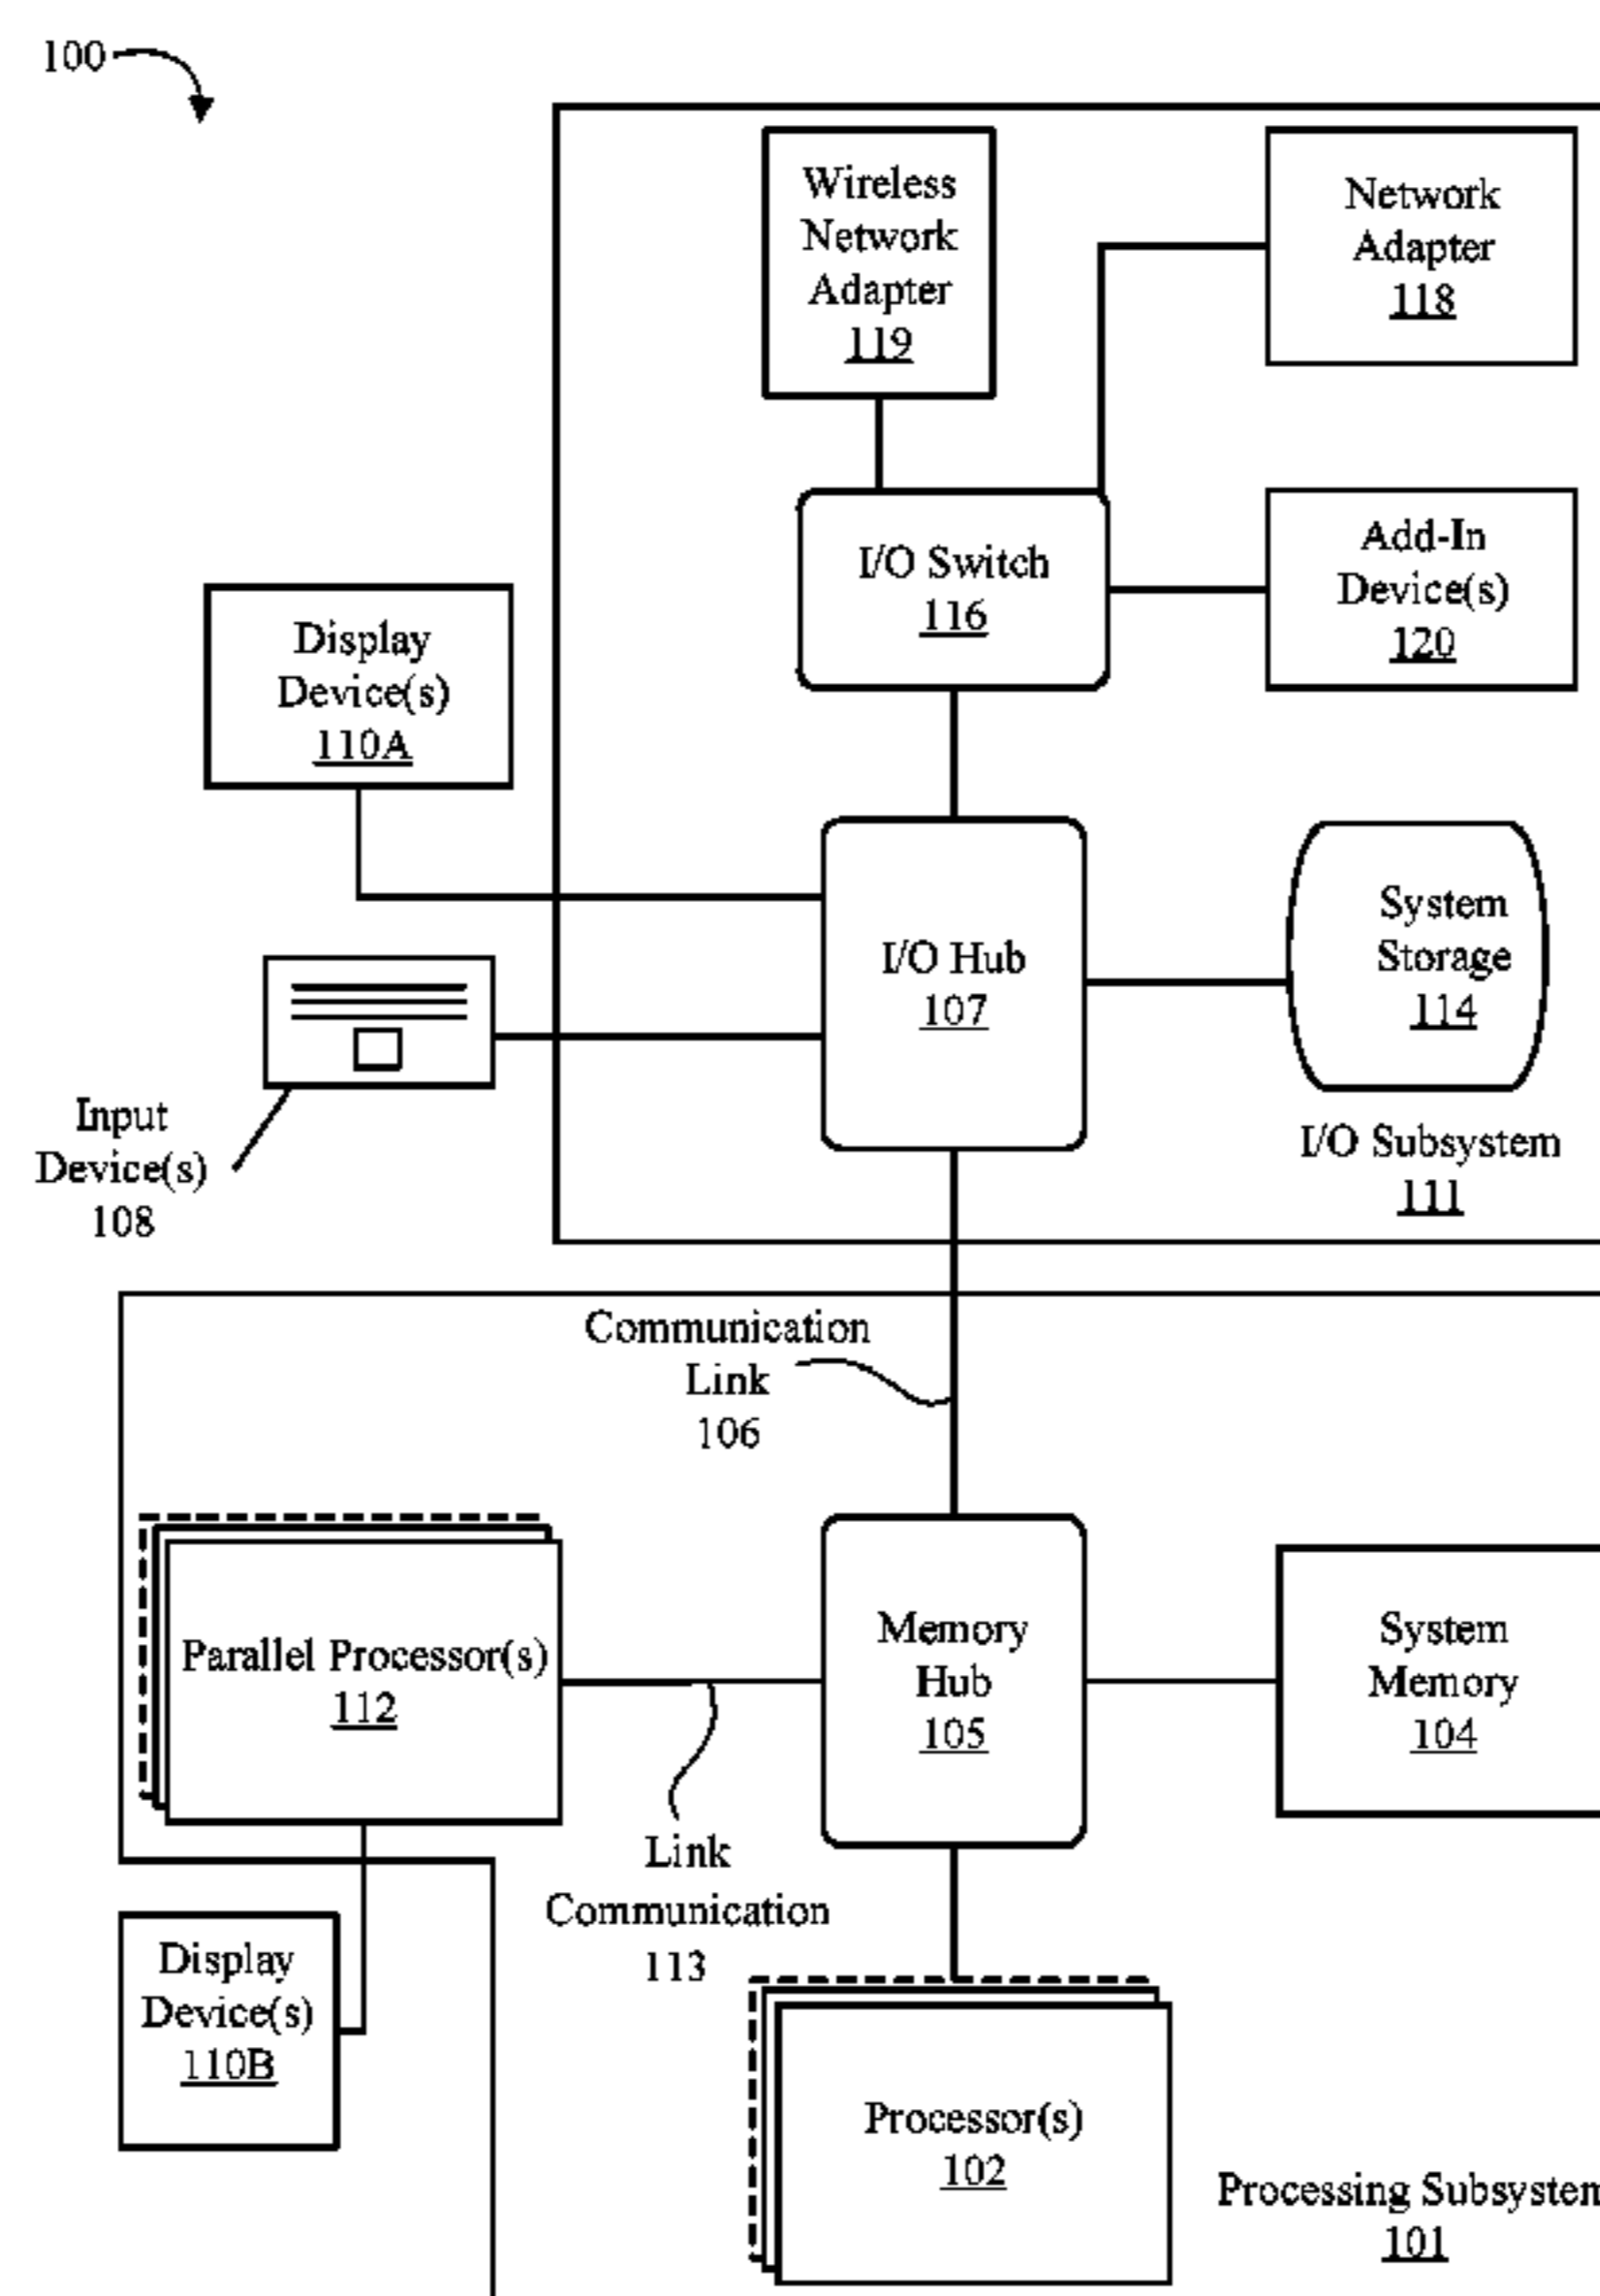 100
Wireless
Network
Adapter
119
Network
Adapter
118
I/O Switch
116
Add-In
Device(s)
120
Display
Device(s)
110A
I/O Hub
107
System
Storage
114
Input
Device(s)
108
I/O Subsystem
111
Communication
Link
106
Parallel Processor(s)
112
Memory
Hub
105
System
Memory
104
Link
Communication
113
Display
Device(s)
110B
Processor(s)
102
Processing Subsystem
101